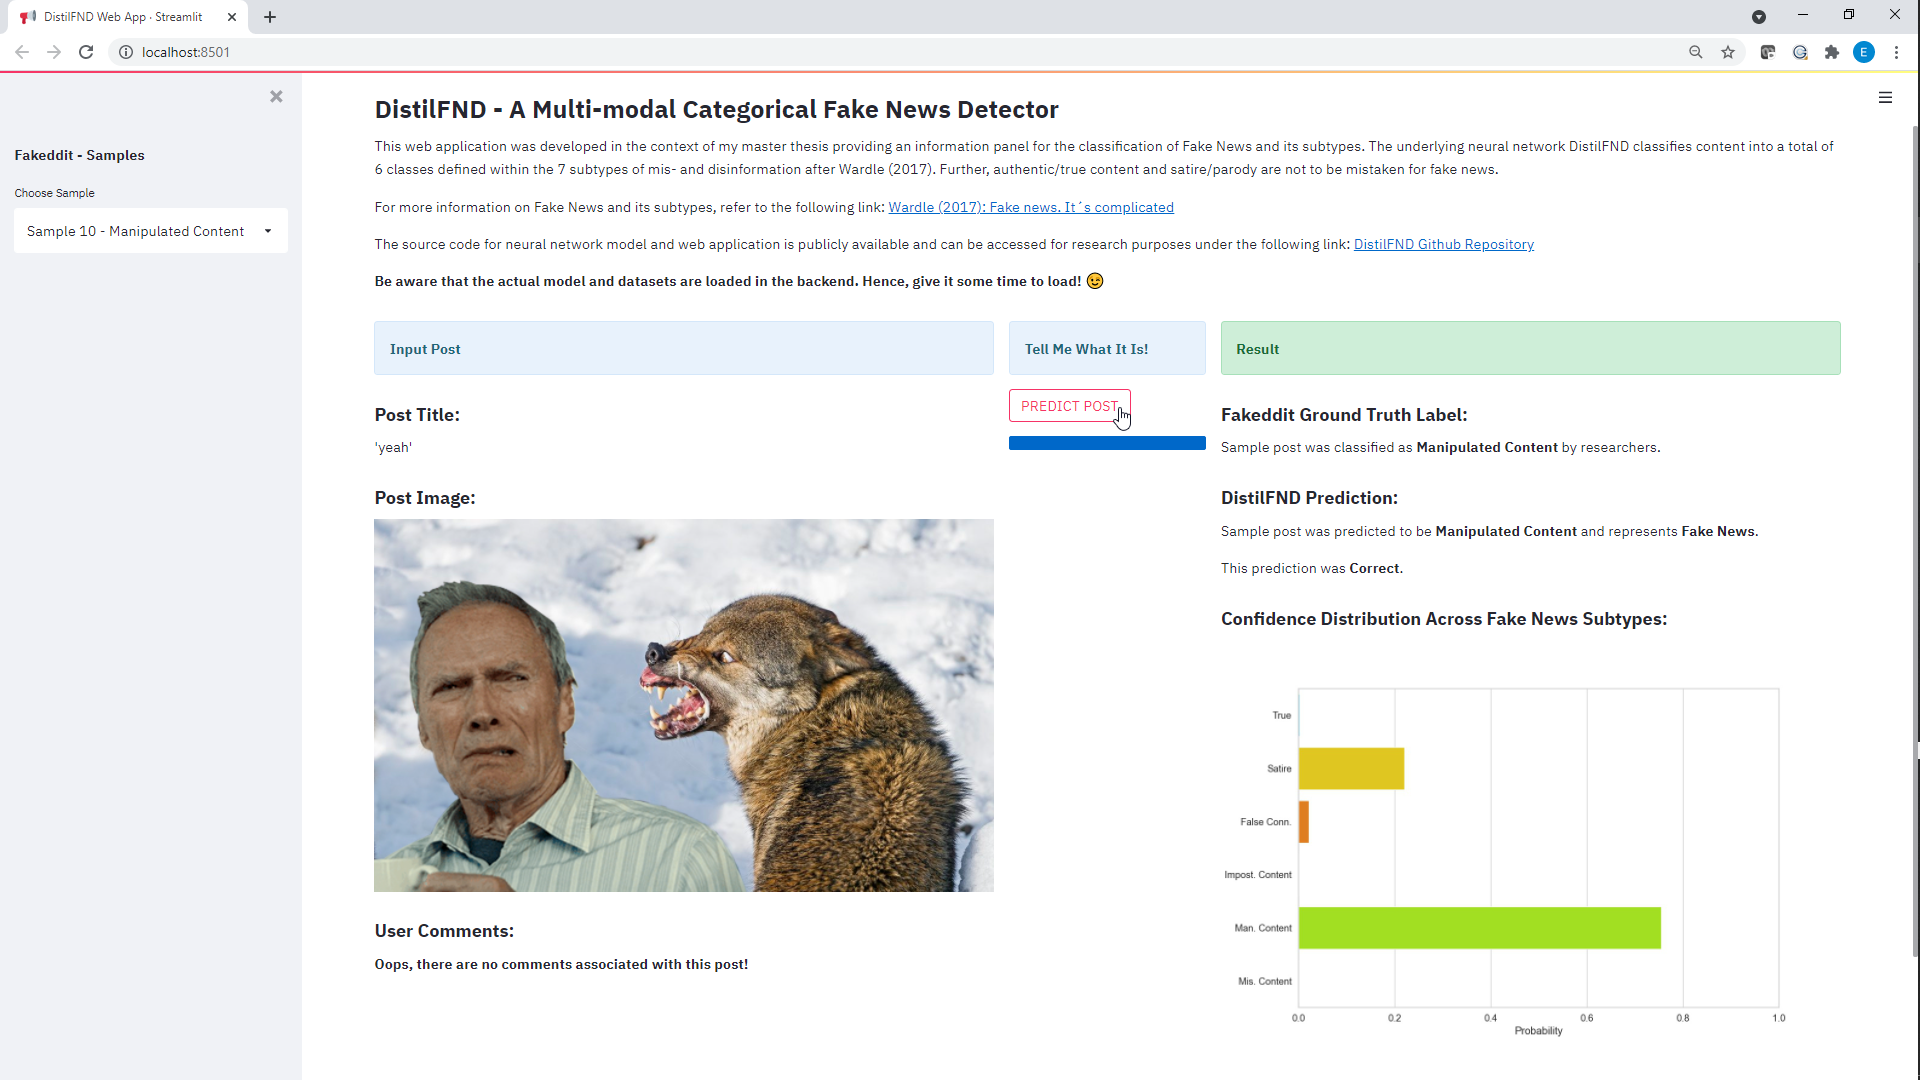 DistilFND Web App · Streamlit
localhost:8501
E
Fakeddit - Samples
Choose Sample
Sample 10 - Manipulated Content
DistilFND - A Multi-modal Categorical Fake News Detector
This web application was developed in the context of my master thesis providing an information panel for the classification of Fake News and its subtypes. The underlying neural network DistilFND classifies content into a total of
6 classes defined within the 7 subtypes of mis- and disinformation after Wardle (2017). Further, authentic/true content and satire/parody are not to be mistaken for fake news.
For more information on Fake News and its subtypes, refer to the following link: Wardle (2017): Fake news. It´s complicated
The source code for neural network model and web application is publicly available and can be accessed for research purposes under the following link: DistilFND Github Repository
Be aware that the actual model and datasets are loaded in the backend. Hence, give it some time to load! 😉
Input Post
Tell Me What It Is!
Result
PREDICT POST
Post Title:
'yeah'
Post Image:
User Comments:
Oops, there are no comments associated with this post!
Fakeddit Ground Truth Label:
Sample post was classified as Manipulated Content by researchers.
DistilFND Prediction:
Sample post was predicted to be Manipulated Content and represents Fake News.
This prediction was Correct.
Confidence Distribution Across Fake News Subtypes:
True
Satire
False Conn.
Impost. Content
Man. Content
Mis. Content
0.0 0.2 0.4 0.6 0.8 1.0
Probability